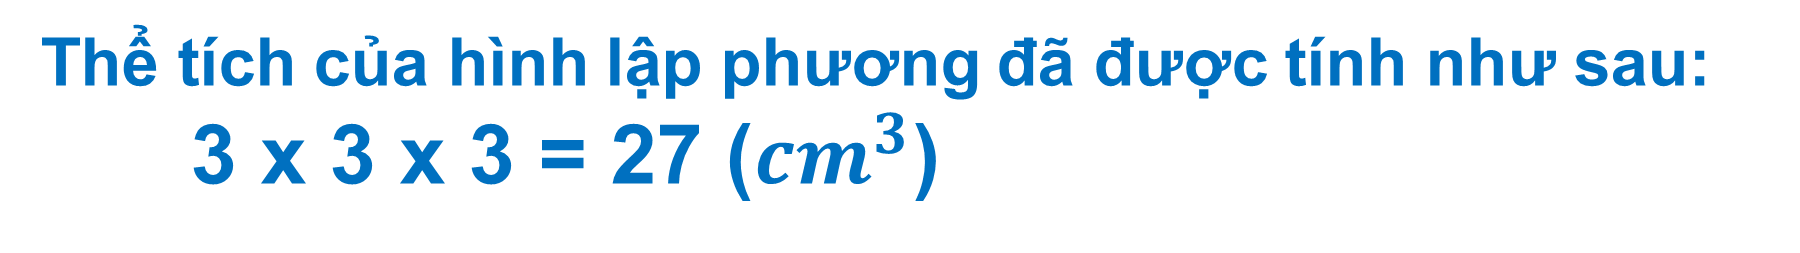 Thể tích của hình lập phương đã được tính như sau:
3 x 3 x 3 = 27 (cm³)